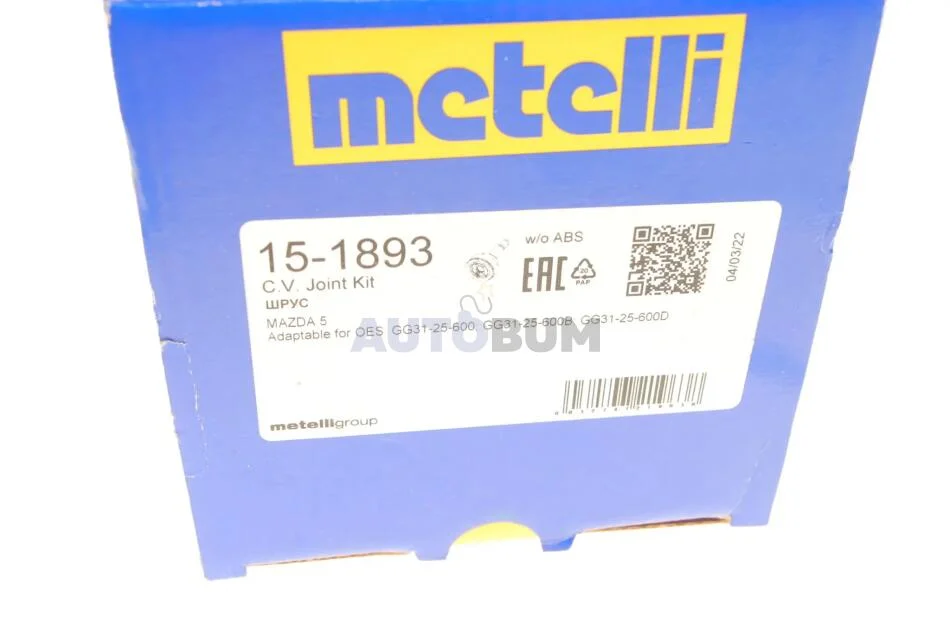 metelli
15-1893
w/o ABS
C.V. Joint Kit
ШРУС
EAC
20
PAP
04/03/22
MAZDA 5
Adaptable for OES GG31-25-600, GG31-25-600B, GG31-25-600D
AUTOBUM
metelligroup